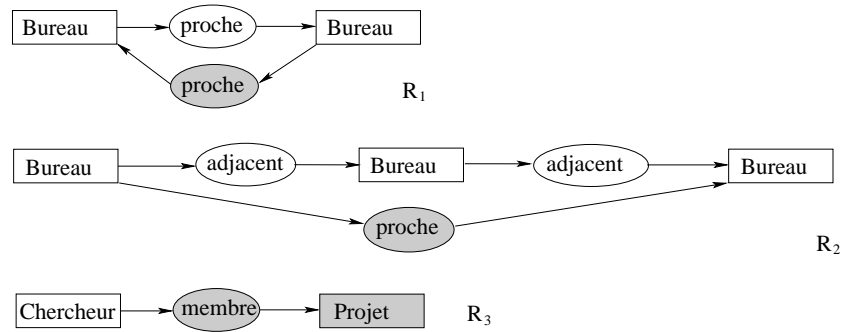 Bureau proche Bureau
proche
R1
Bureau adjacent Bureau adjacent Bureau
proche
R2
Chercheur membre Projet R3